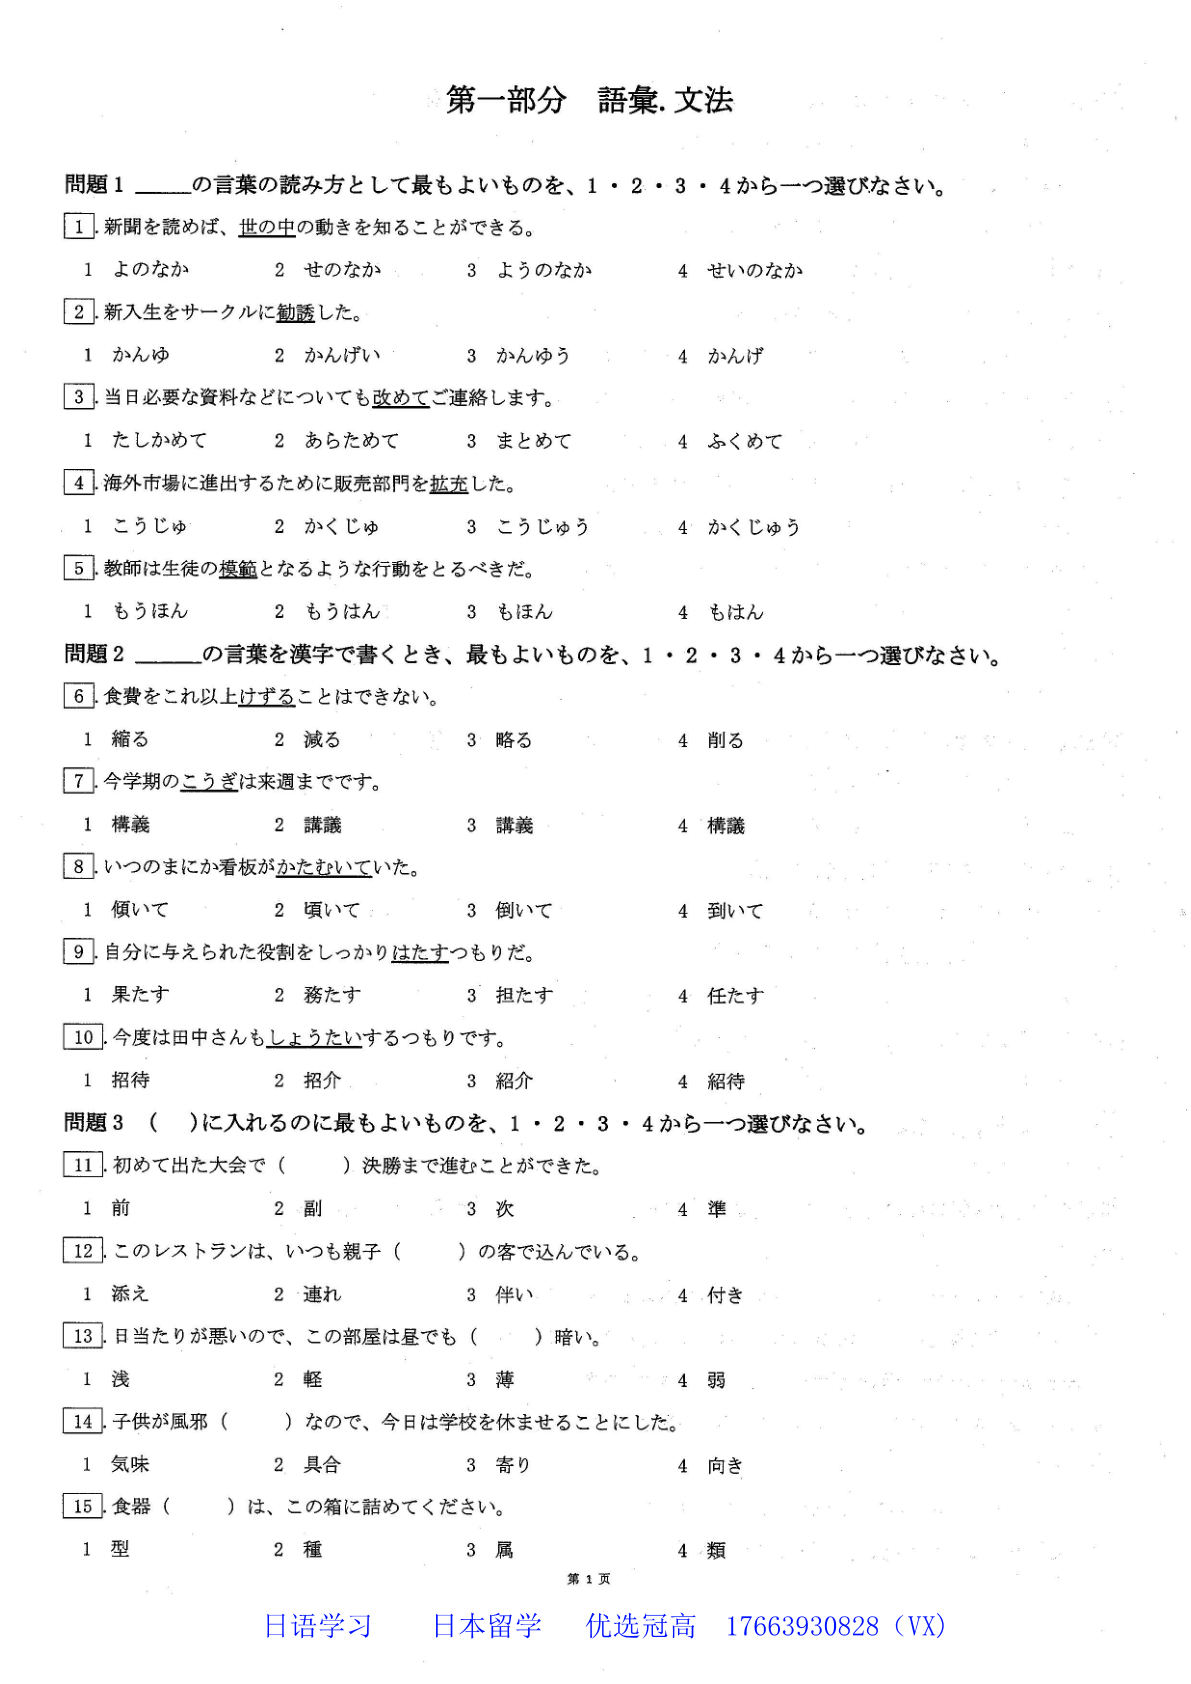 第一部分　語彙.文法
問題１ _____の言葉の読み方として最もよいものを、１・２・３・４から一つ選びなさい。
1.新聞を読めば、世の中の動きを知ることができる。
1 よのなか 2 せのなか 3 ようのなか 4 せいのなか
2.新入生をサークルに勧誘した。
1 かんゆ 2 かんげい 3 かんゆう 4 かんげ
3.当日必要な資料などについても改めてご連絡します。
1 たしかめて 2 あらためて 3 まとめて 4 ふくめて
4.海外市場に進出するために販売部門を拡充した。
1 こうじゅ 2 かくじゅ 3 こうじゅう 4 かくじゅう
5.教師は生徒の模範となるような行動をとるべきだ。
1 もうほん 2 もうはん 3 もほん 4 もはん
問題２ ______の言葉を漢字で書くとき、最もよいものを、１・２・３・４から一つ選びなさい。
6.食費をこれ以上けずることはできない。
1 縮る 2 減る 3 略る 4 削る
7.今学期のこうぎは来週までです。
1 構義 2 講議 3 講義 4 構議
8.いつのまにか看板がかたむいていた。
1 傾いて 2 頃いて 3 倒いて 4 到いて
9.自分に与えられた役割をしっかりはたすつもりだ。
1 果たす 2 務たす 3 担たす 4 任たす
10.今度は田中さんもしょうたいするつもりです。
1 招待 2 招介 3 紹介 4 紹待
問題３ （　）に入れるのに最もよいものを、１・２・３・４から一つ選びなさい。
11.初めて出た大会で（　　）決勝まで進むことができた。
1 前 2 副 3 次 4 準
12.このレストランは、いつも親子（　　）の客で込んでいる。
1 添え 2 連れ 3 伴い 4 付き
13.日当たりが悪いので、この部屋は昼でも（　　）暗い。
1 浅 2 軽 3 薄 4 弱
14.子供が風邪（　　）なので、今日は学校を休ませることにした。
1 気味 2 具合 3 寄り 4 向き
15.食器（　　）は、この箱に詰めてください。
1 型 2 種 3 属 4 類
第 1 页
日语学习 日本留学 优选冠高 17663930828（VX)